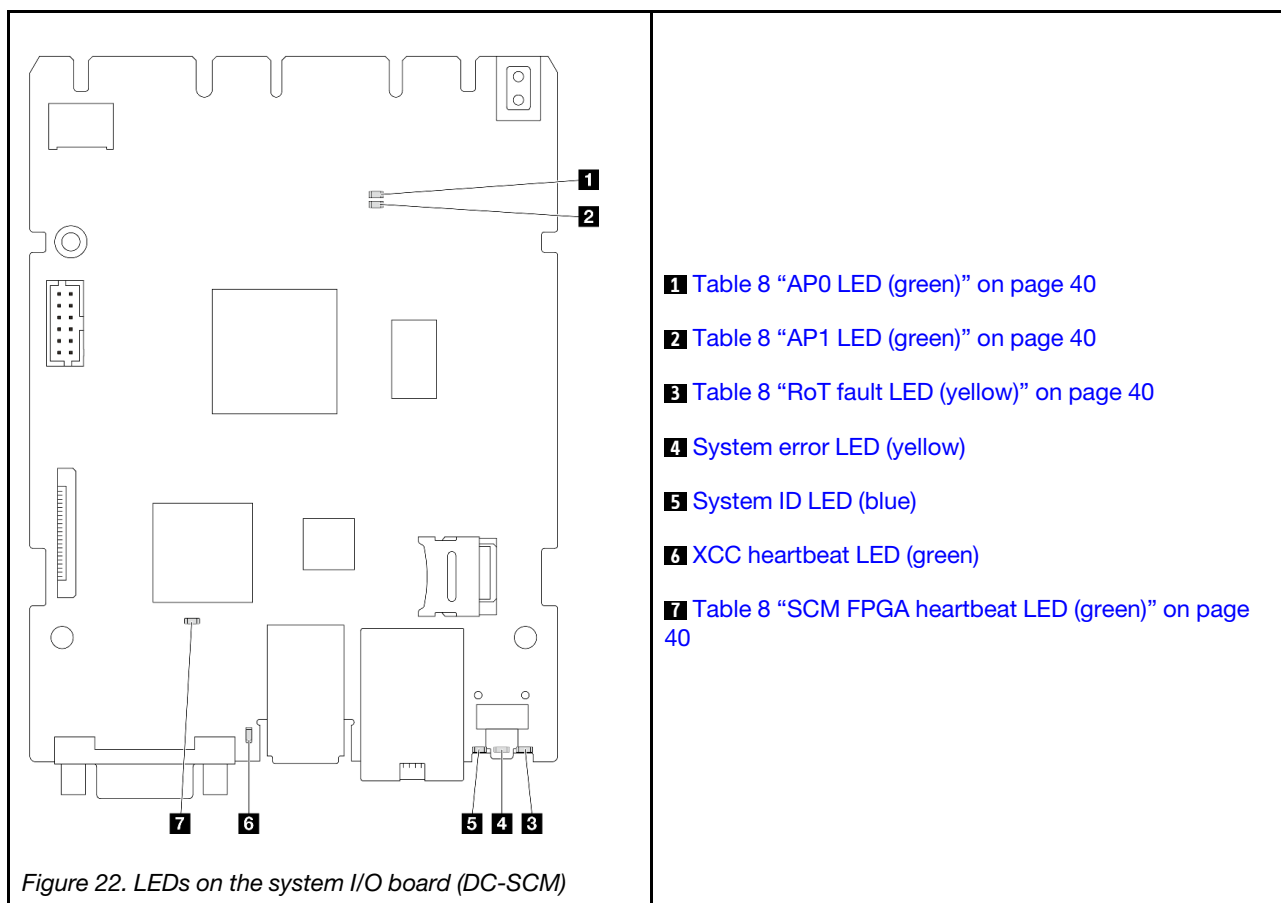 1
2
7
6
5
4
3
Figure 22. LEDs on the system I/O board (DC-SCM)
1 Table 8 “AP0 LED (green)” on page 40
2 Table 8 “AP1 LED (green)” on page 40
3 Table 8 “RoT fault LED (yellow)” on page 40
4 System error LED (yellow)
5 System ID LED (blue)
6 XCC heartbeat LED (green)
7 Table 8 “SCM FPGA heartbeat LED (green)” on page
40